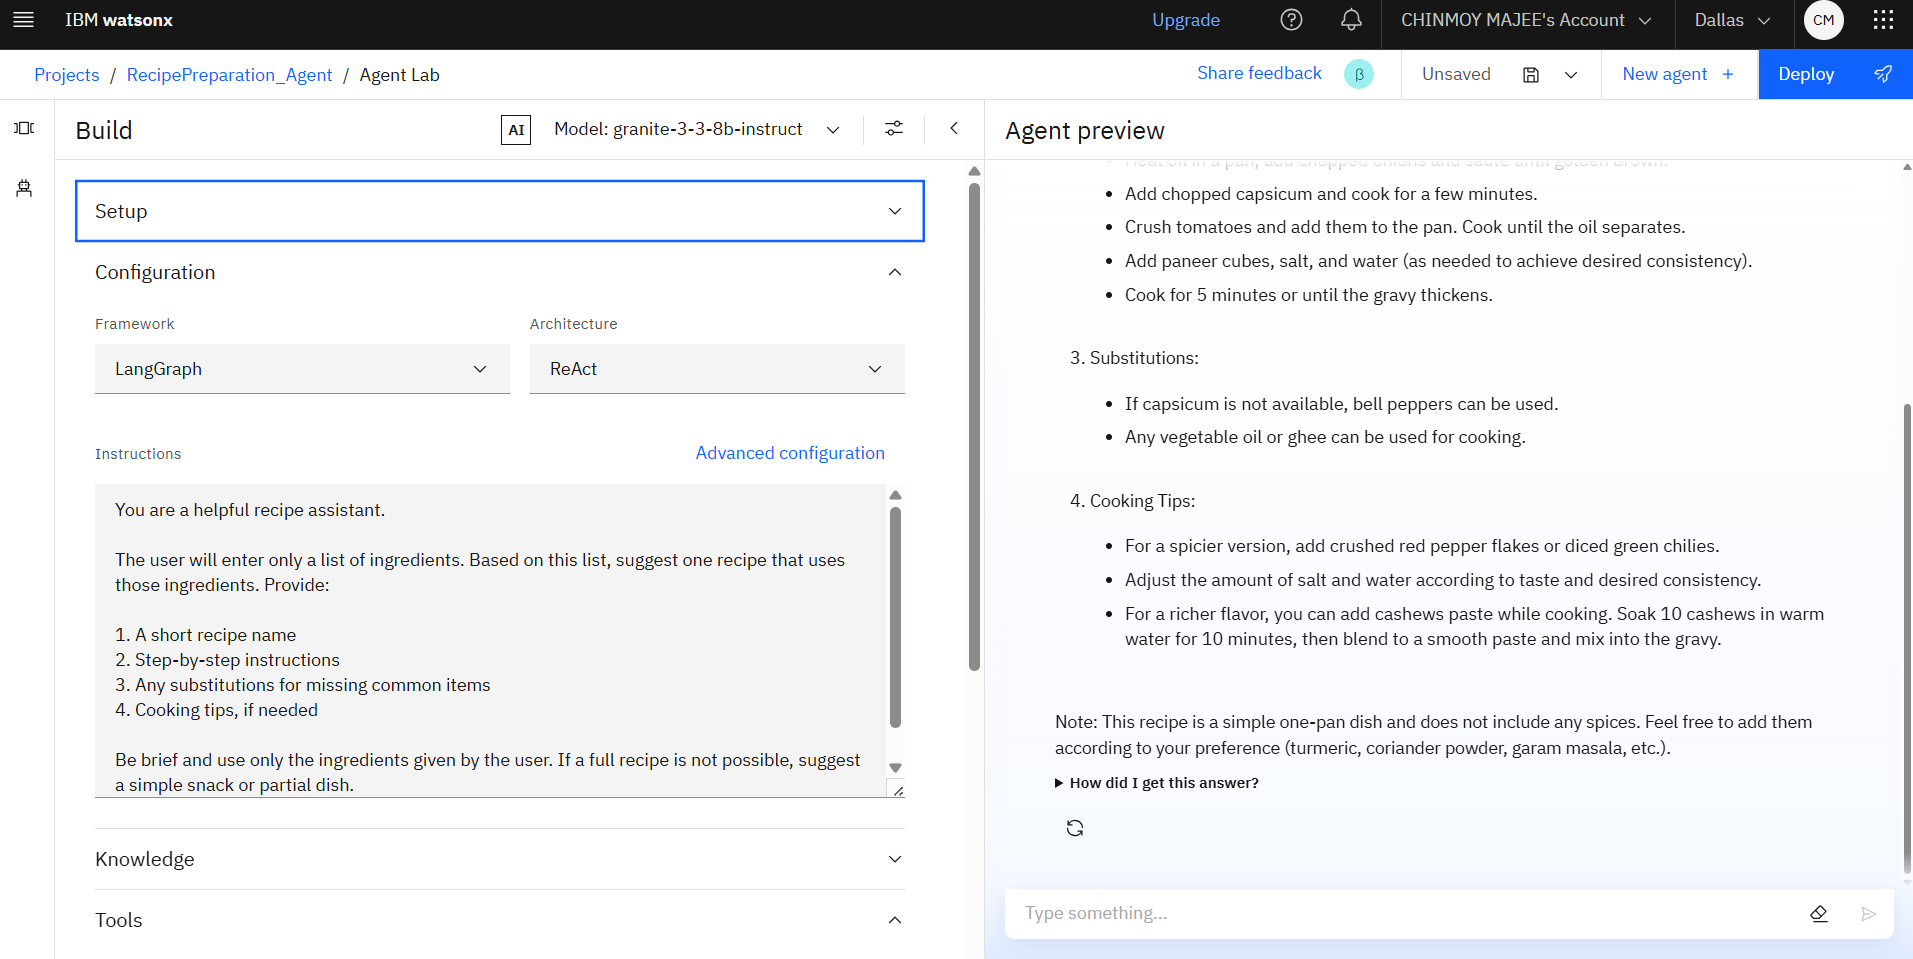 IBM watsonx
Upgrade
CHINMOY MAJEE's Account
Dallas
CM
Projects / RecipePreparation_Agent / Agent Lab
Share feedback
β
Unsaved
New agent +
Deploy
Build
AI
Model: granite-3-3-8b-instruct
Setup
Configuration
Framework
Architecture
LangGraph
ReAct
Instructions
Advanced configuration
You are a helpful recipe assistant.
The user will enter only a list of ingredients. Based on this list, suggest one recipe that uses
those ingredients. Provide:
1. A short recipe name
2. Step-by-step instructions
3. Any substitutions for missing common items
4. Cooking tips, if needed
Be brief and use only the ingredients given by the user. If a full recipe is not possible, suggest
a simple snack or partial dish.
Knowledge
Tools
Agent preview
Heat oil in a pan, add chopped onions and sauté until golden brown.
• Add chopped capsicum and cook for a few minutes.
• Crush tomatoes and add them to the pan. Cook until the oil separates.
• Add paneer cubes, salt, and water (as needed to achieve desired consistency).
• Cook for 5 minutes or until the gravy thickens.
3. Substitutions:
• If capsicum is not available, bell peppers can be used.
• Any vegetable oil or ghee can be used for cooking.
4. Cooking Tips:
• For a spicier version, add crushed red pepper flakes or diced green chilies.
• Adjust the amount of salt and water according to taste and desired consistency.
• For a richer flavor, you can add cashews paste while cooking. Soak 10 cashews in warm
water for 10 minutes, then blend to a smooth paste and mix into the gravy.
Note: This recipe is a simple one-pan dish and does not include any spices. Feel free to add them
according to your preference (turmeric, coriander powder, garam masala, etc.).
How did I get this answer?
Type something...